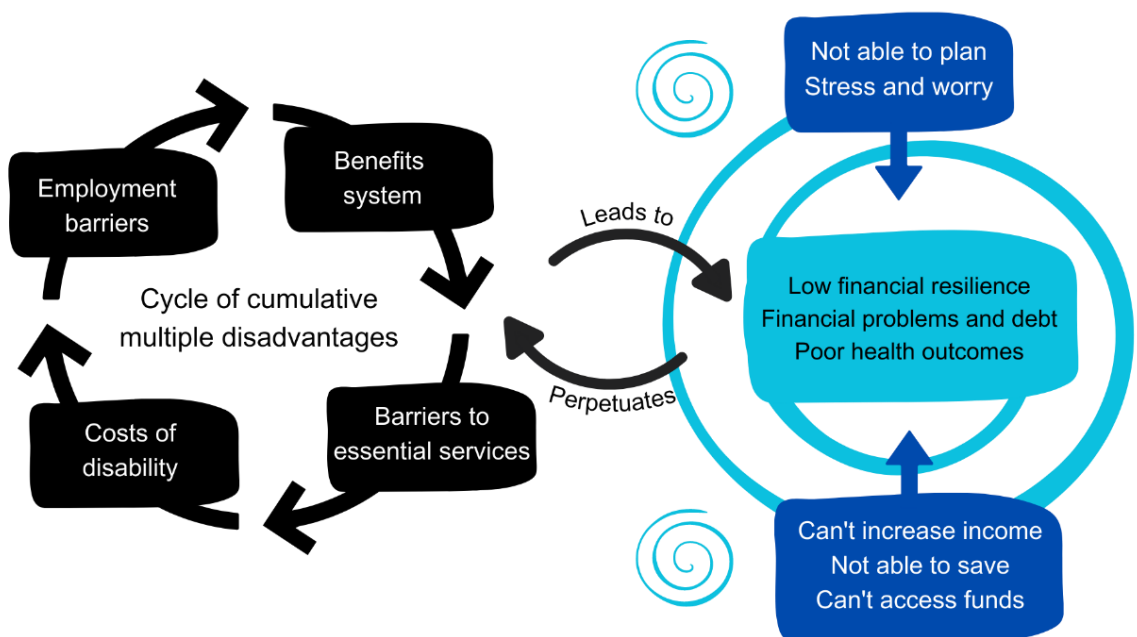 Employment
barriers
Benefits
system
Cycle of cumulative
multiple disadvantages
Costs of
disability
Barriers to
essential services
Leads to
Perpetuates
Not able to plan
Stress and worry
Low financial resilience
Financial problems and debt
Poor health outcomes
Can't increase income
Not able to save
Can't access funds